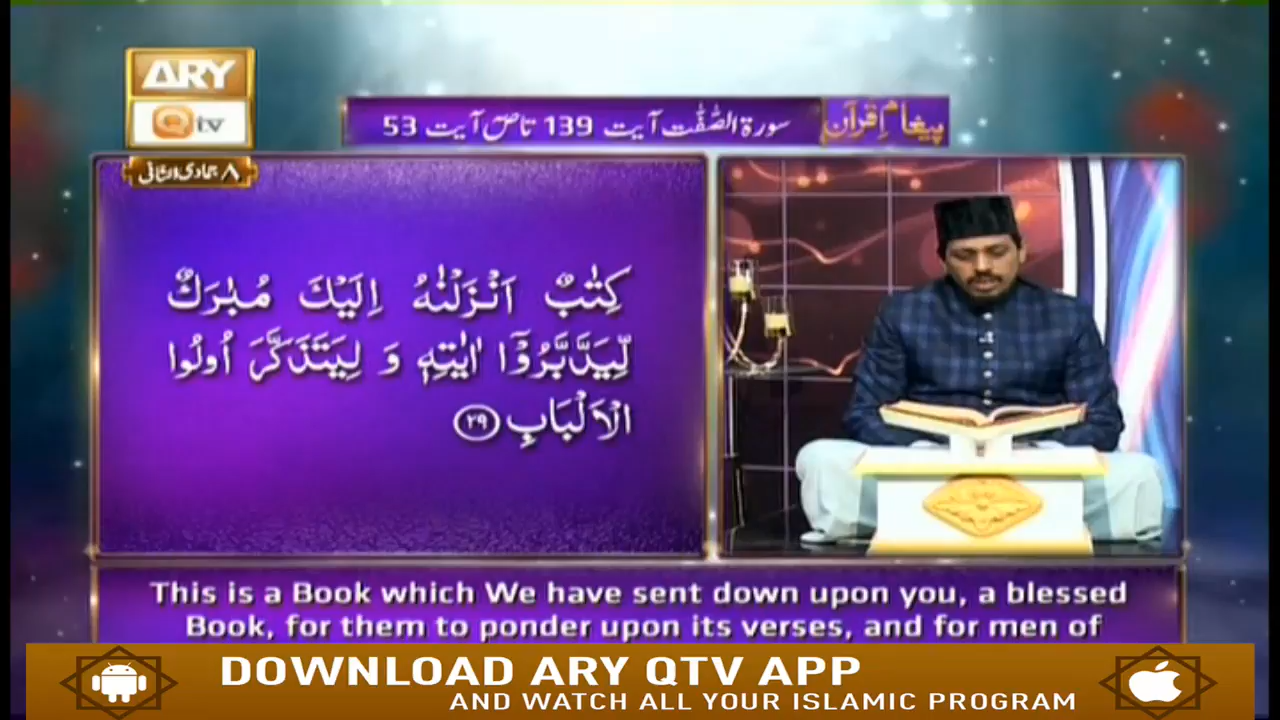 ARY
Qtv
پیغامِ قرآن
سورۃ الصّٰفّٰت آیت 139 تا صٓ آیت 53
۸ جمادی الثانی
كِتٰبٌ اَنْزَلْنٰهُ اِلَیْكَ مُبٰرَكٌ
لِّیَدَّبَّرُوْۤا اٰیٰتِهٖ وَ لِیَتَذَكَّرَ اُولُوا
الْاَلْبَابِ ۲۹
This is a Book which We have sent down upon you, a blessed
Book, for them to ponder upon its verses, and for men of
DOWNLOAD ARY QTV APP
AND WATCH ALL YOUR ISLAMIC PROGRAM